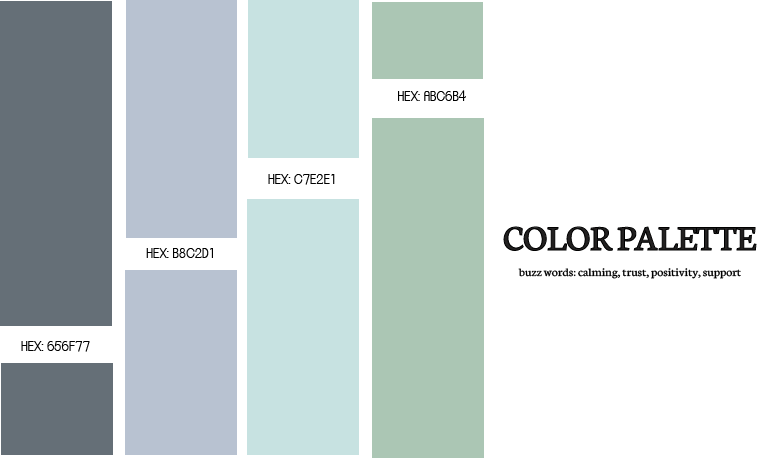 HEX: ABC6B4
HEX: C7E2E1
HEX: B8C2D1
HEX: 656F77
COLOR PALETTE
buzz words: calming, trust, positivity, support